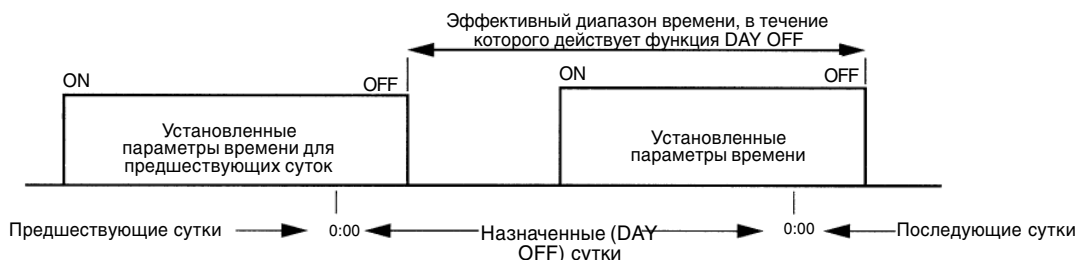 Эффективный диапазон времени, в течение
которого действует функция DAY OFF
ON
OFF
ON
OFF
Установленные
параметры времени для
предшествующих суток
Установленные
параметры времени
Предшествующие сутки
0:00
Назначенные (DAY
OFF) сутки
0:00
Последующие сутки